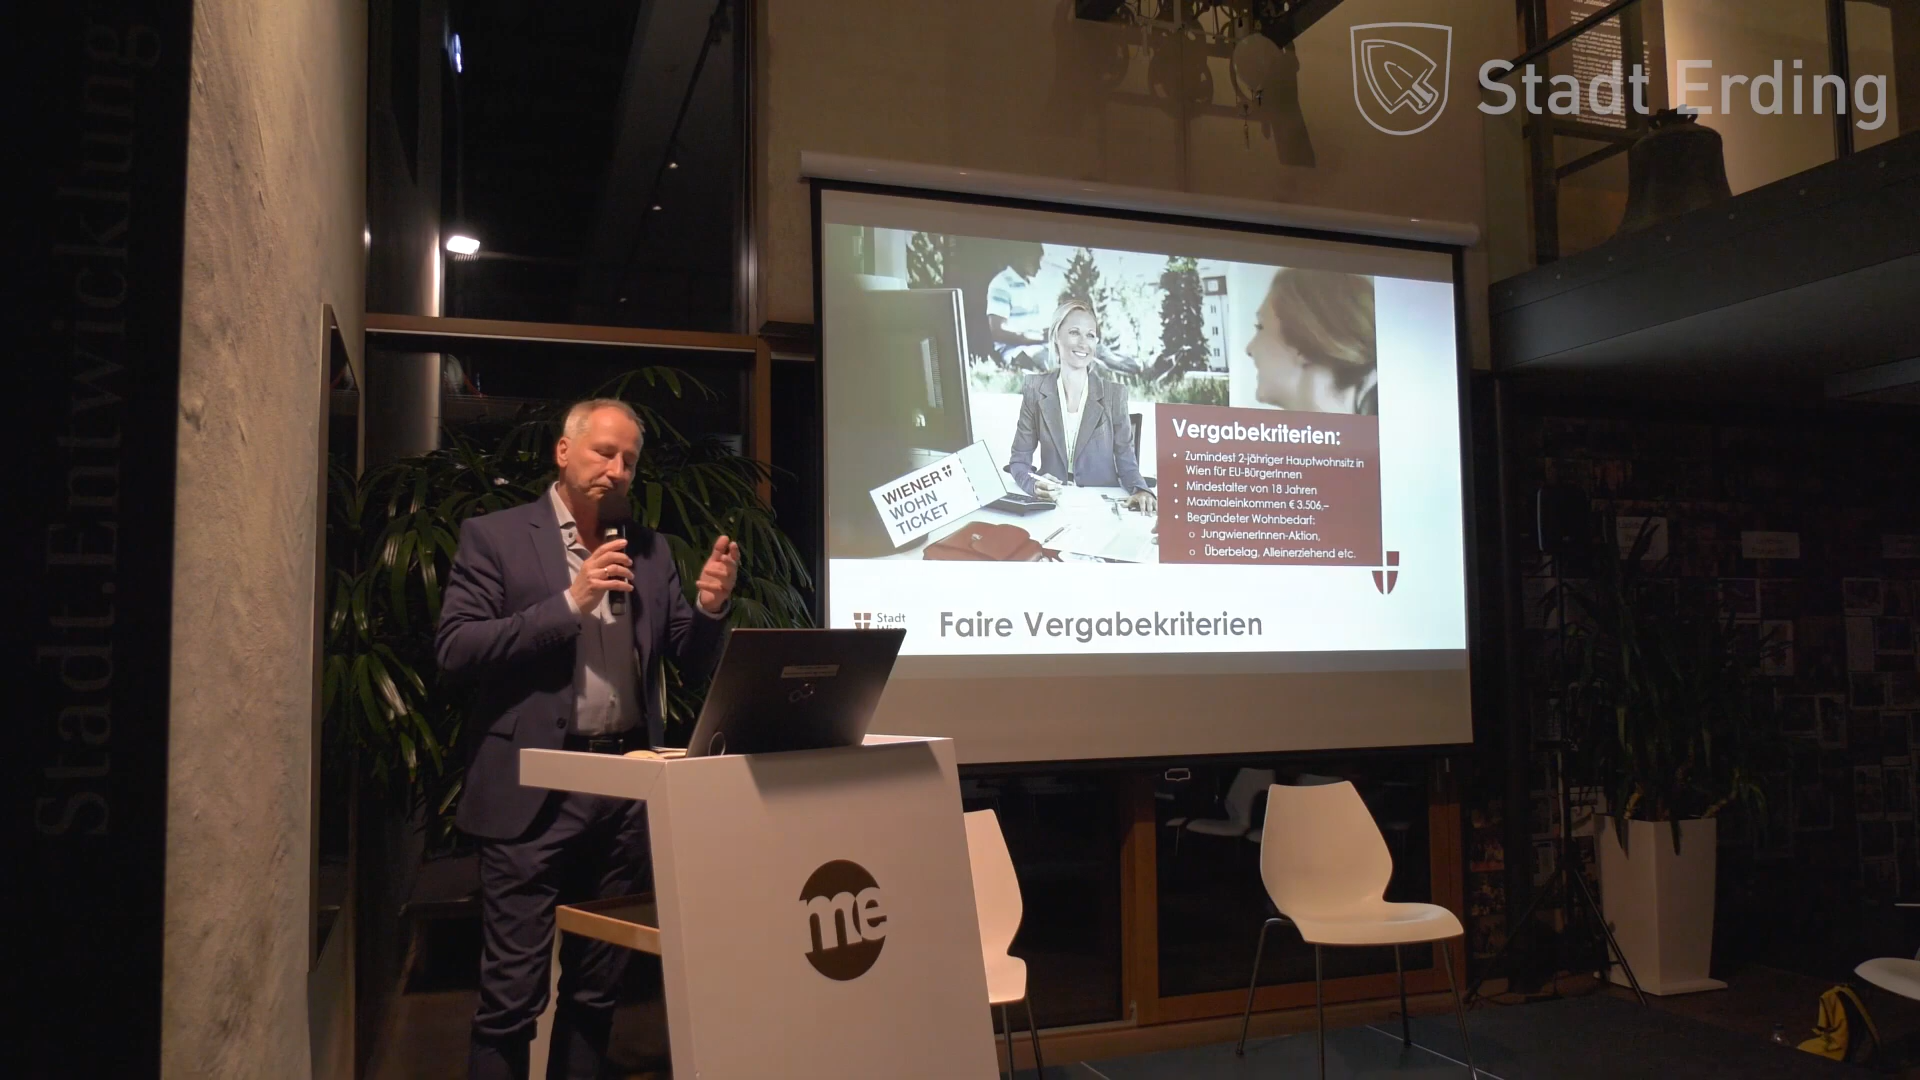 Stadt Erding
Stadt.Entwicklung
WIENER
WOHN
TICKET
Vergabekriterien:
• Zumindest 2-jähriger Hauptwohnsitz in
Wien für EU-BürgerInnen
• Mindestalter von 18 Jahren
• Maximaleinkommen € 3.506,–
• Begründeter Wohnbedarf:
o JungwienerInnen-Aktion,
o Überbelag, Alleinerziehend etc.
Stadt
Faire Vergabekriterien
me